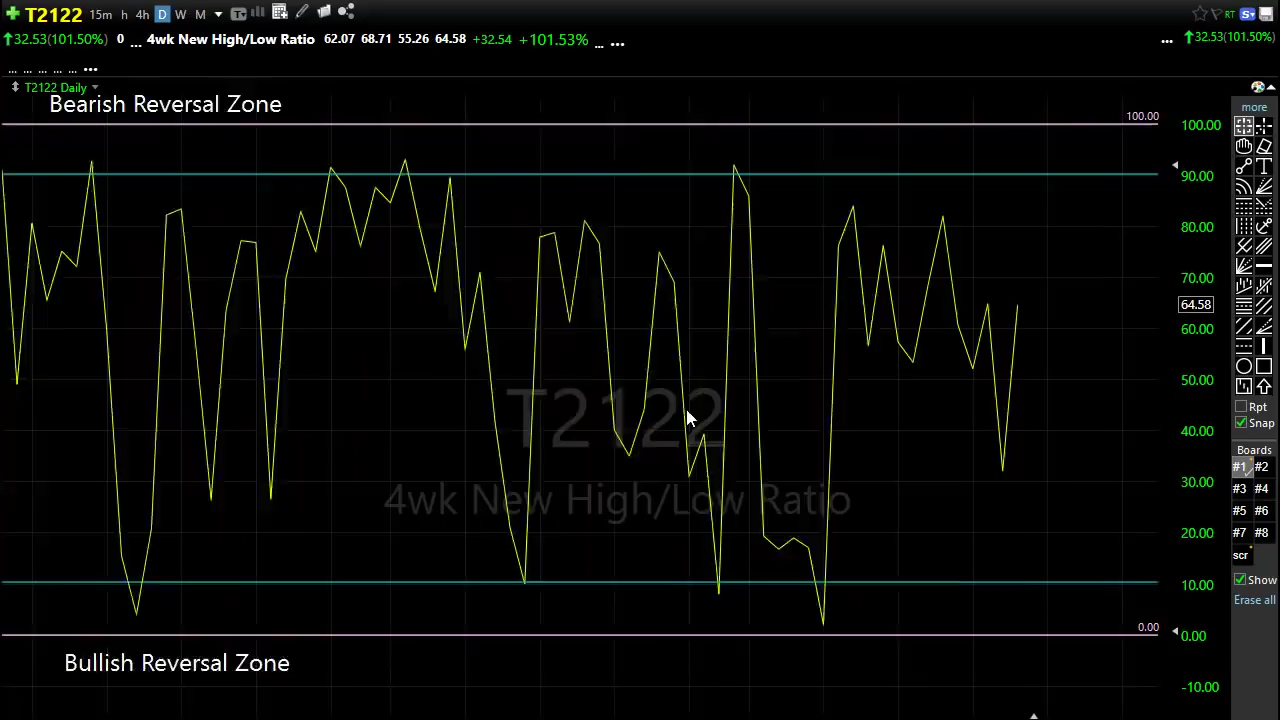 T2122 15m h 4h D W M
RT S
32.53(101.50%) 0 ... 4wk New High/Low Ratio 62.07 68.71 55.26 64.58 +32.54 +101.53% ... ... ... 32.53(101.50%)
... ... ... ... ... ...
T2122 Daily
Bearish Reversal Zone
more
100.00
100.00
90.00
80.00
70.00
64.58
60.00
50.00
40.00
30.00
20.00
10.00
0.00
0.00
-10.00
T2122
4wk New High/Low Ratio
Bullish Reversal Zone
Rpt
Snap
Boards
#1 #2
#3 #4
#5 #6
#7 #8
scr
Show
Erase all